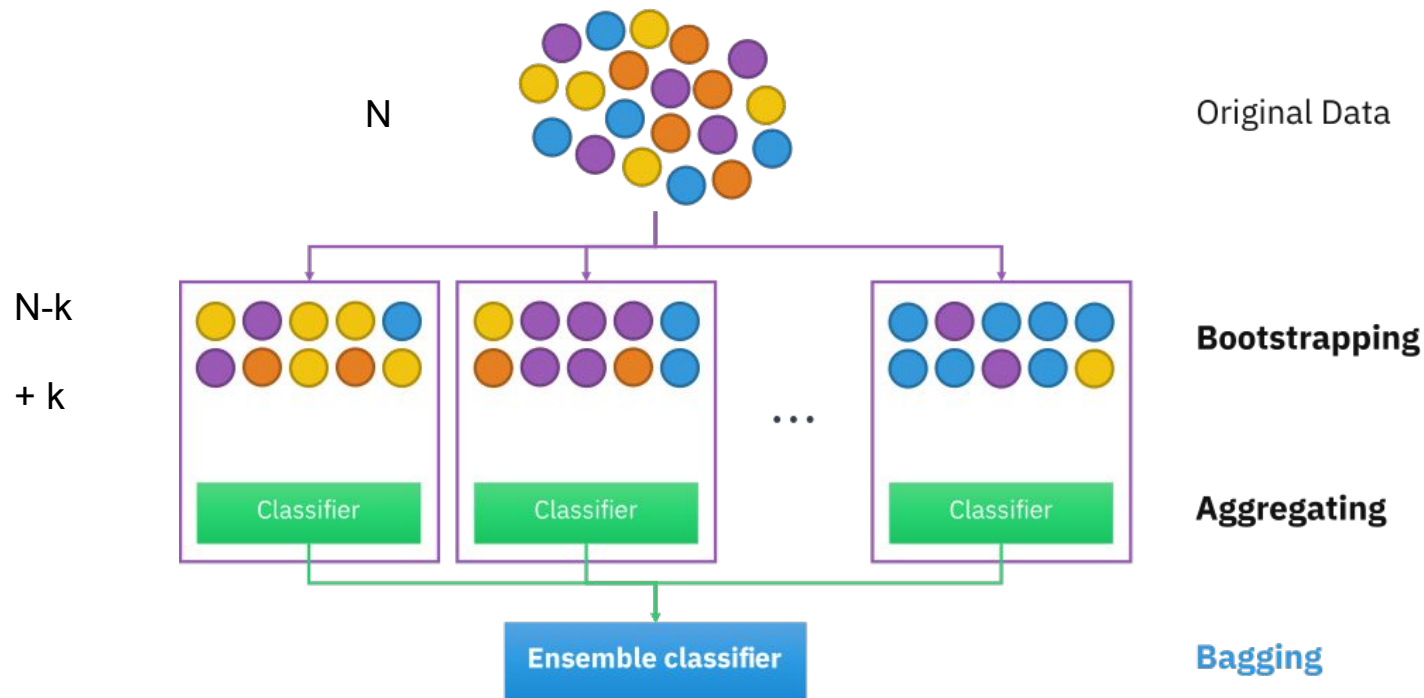 N
Original Data
N-k
+ k
Bootstrapping
...
Classifier
Classifier
Classifier
Aggregating
Ensemble classifier
Bagging